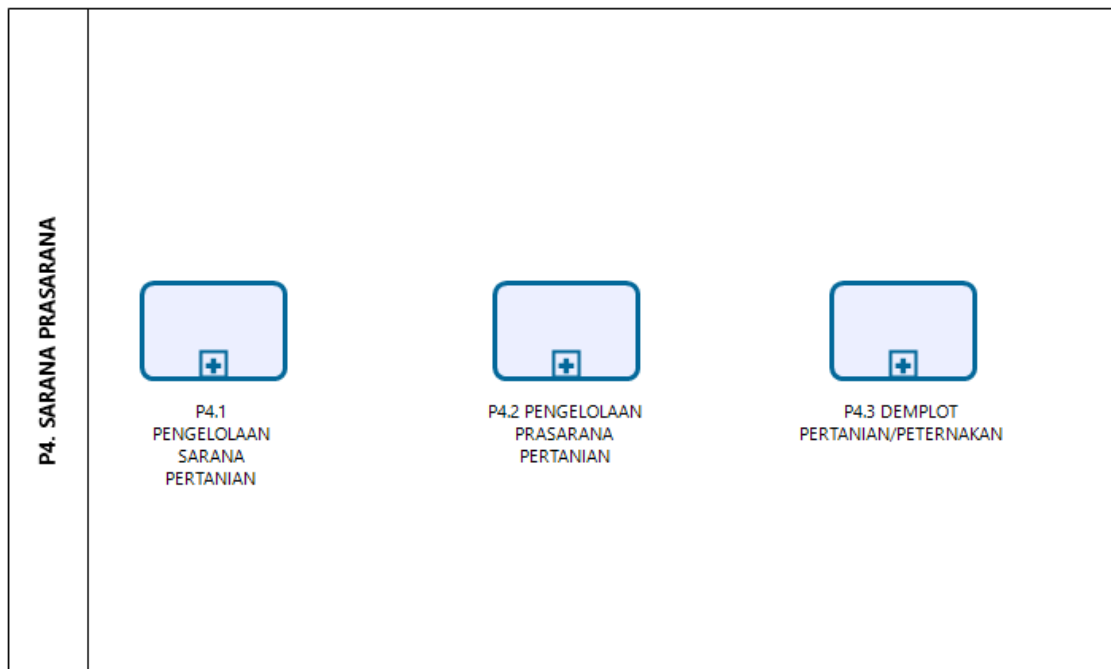 P4. SARANA PRASARANA
P4.1
PENGELOLAAN
SARANA
PERTANIAN
P4.2 PENGELOLAAN
PRASARANA
PERTANIAN
P4.3 DEMPLOT
PERTANIAN/PETERNAKAN